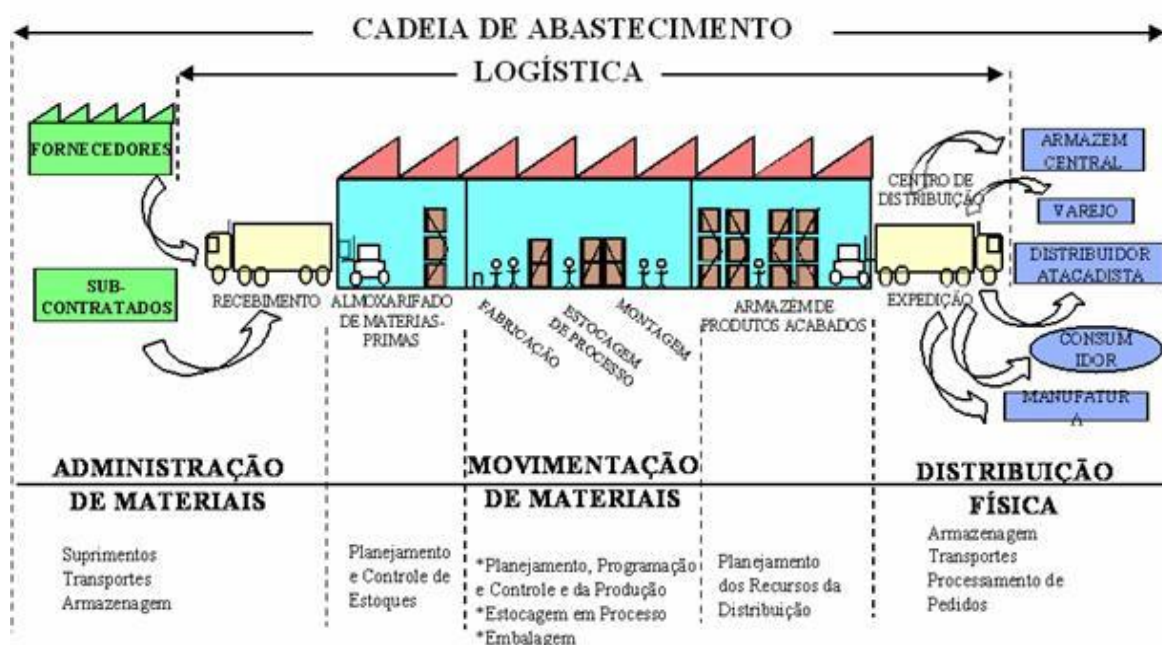 CADEIA DE ABASTECIMENTO
LOGÍSTICA
FORNECEDORES
SUB-
CONTRATADOS
RECEBIMENTO
ALMOXARIFADO
DE MATERIAS-
PRIMAS
FABRICAÇÃO
ESTOCAGEM
DE PROCESSO
MONTAGEM
ARMAZÉM DE
PRODUTOS ACABADOS
CENTRO DE
DISTRIBUIÇÃO
EXPEDIÇÃO
ARMAZEM
CENTRAL
VAREJO
DISTRIBUIDOR
ATACADISTA
CONSUM
IDOR
MANUFATUR
A
ADMINISTRAÇÃO
DE MATERIAIS
MOVIMENTAÇÃO
DE MATERIAIS
DISTRIBUIÇÃO
FÍSICA
Suprimentos
Transportes
Armazenagem
Planejamento
e Controle de
Estoques
*Planejamento, Programação
e Controle e da Produção
*Estocagem em Processo
*Embalagem
Planejamento
dos Recursos da
Distribuição
Armazenagem
Transportes
Processamento de
Pedidos